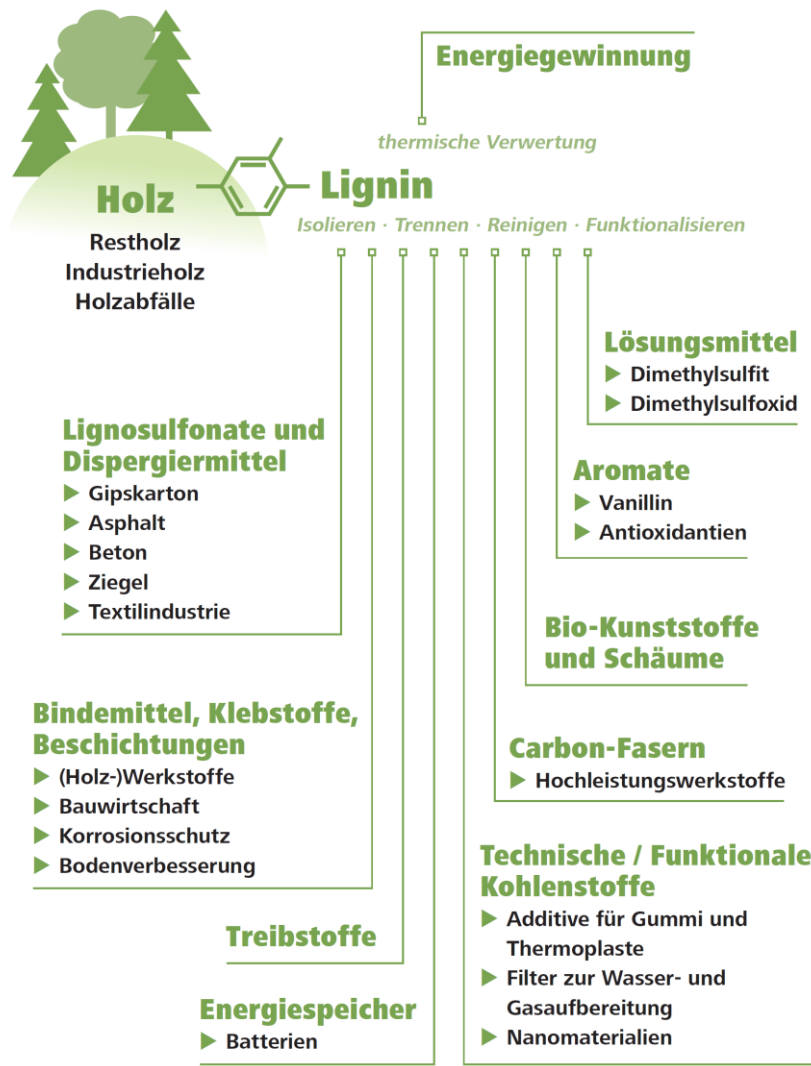 Energiegewinnung
thermische Verwertung
Holz
Lignin
Isolieren · Trennen · Reinigen · Funktionalisieren
Restholz
Industrieholz
Holzabfälle
Lignosulfonate und
Dispergiermittel
Gipskarton
Asphalt
Beton
Ziegel
Textilindustrie
Bindemittel, Klebstoffe,
Beschichtungen
(Holz-)Werkstoffe
Bauwirtschaft
Korrosionsschutz
Bodenverbesserung
Treibstoffe
Energiespeicher
Batterien
Lösungsmittel
Dimethylsulfit
Dimethylsulfoxid
Aromate
Vanillin
Antioxidantien
Bio-Kunststoffe
und Schäume
Carbon-Fasern
Hochleistungswerkstoffe
Technische / Funktionale
Kohlenstoffe
Additive für Gummi und
Thermoplaste
Filter zur Wasser- und
Gasaufbereitung
Nanomaterialien